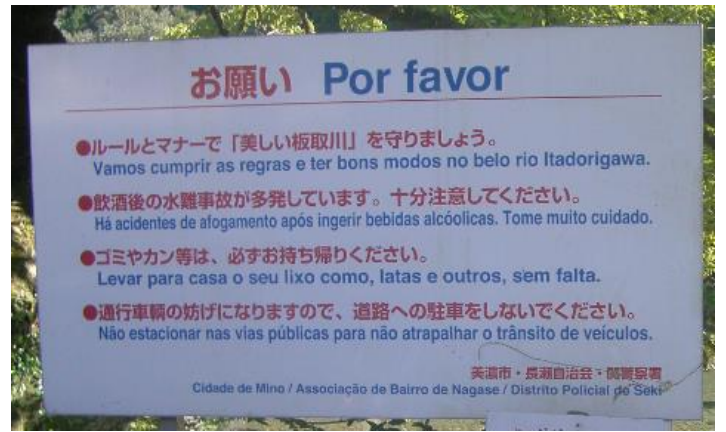 お願い Por favor
●ルールとマナーで「美しい板取川」を守りましょう。
Vamos cumprir as regras e ter bons modos no belo rio Itadorigawa.
●飲酒後の水難事故が多発しています。十分注意してください。
Há acidentes de afogamento após ingerir bebidas alcóolicas. Tome muito cuidado.
●ゴミやカン等は、必ずお持ち帰りください。
Levar para casa o seu lixo como, latas e outros, sem falta.
●通行車輌の妨げになりますので、道路への駐車をしないでください。
Não estacionar nas vias públicas para não atrapalhar o trânsito de veículos.
美濃市・長瀬自治会・関警察署
Cidade de Mino / Associação de Bairro de Nagase / Distrito Policial de Seki